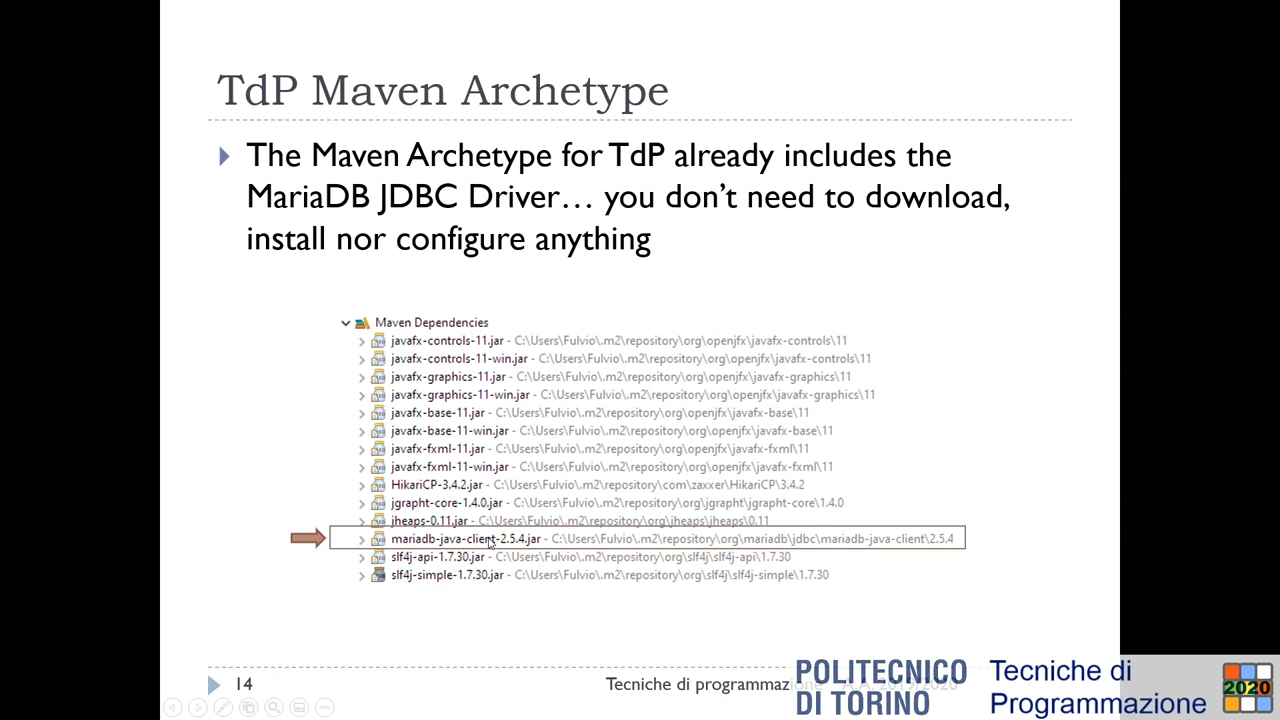 TdP Maven Archetype
The Maven Archetype for TdP already includes the
MariaDB JDBC Driver… you don't need to download,
install nor configure anything
Maven Dependencies
javafx-controls-11.jar - C:\Users\Fulvio\.m2\repository\org\openjfx\javafx-controls\11
javafx-controls-11-win.jar - C:\Users\Fulvio\.m2\repository\org\openjfx\javafx-controls\11
javafx-graphics-11.jar - C:\Users\Fulvio\.m2\repository\org\openjfx\javafx-graphics\11
javafx-graphics-11-win.jar - C:\Users\Fulvio\.m2\repository\org\openjfx\javafx-graphics\11
javafx-base-11.jar - C:\Users\Fulvio\.m2\repository\org\openjfx\javafx-base\11
javafx-base-11-win.jar - C:\Users\Fulvio\.m2\repository\org\openjfx\javafx-base\11
javafx-fxml-11.jar - C:\Users\Fulvio\.m2\repository\org\openjfx\javafx-fxml\11
javafx-fxml-11-win.jar - C:\Users\Fulvio\.m2\repository\org\openjfx\javafx-fxml\11
HikariCP-3.4.2.jar - C:\Users\Fulvio\.m2\repository\com\zaxxer\HikariCP\3.4.2
jgrapht-core-1.4.0.jar - C:\Users\Fulvio\.m2\repository\org\jgrapht\jgrapht-core\1.4.0
jheaps-0.11.jar - C:\Users\Fulvio\.m2\repository\org\jheaps\jheaps\0.11
mariadb-java-client-2.5.4.jar - C:\Users\Fulvio\.m2\repository\org\mariadb\jdbc\mariadb-java-client\2.5.4
slf4j-api-1.7.30.jar - C:\Users\Fulvio\.m2\repository\org\slf4j\slf4j-api\1.7.30
slf4j-simple-1.7.30.jar - C:\Users\Fulvio\.m2\repository\org\slf4j\slf4j-simple\1.7.30
14
Tecniche di programmazione A.A. 2019/2020
POLITECNICO
DI TORINO
Tecniche di
Programmazione
2020